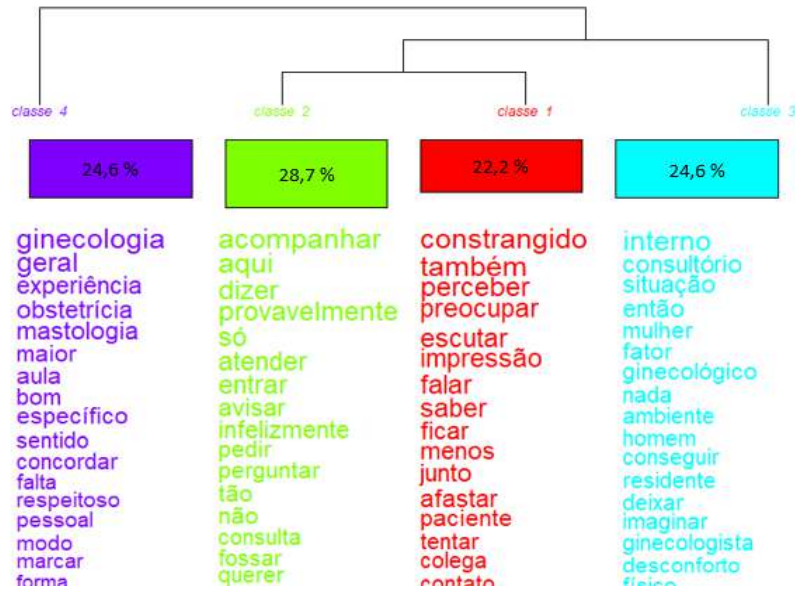 classe 4
classe 2
classe 1
classe 3
24,6 %
28,7 %
22,2 %
24,6 %
ginecologia
geral
experiência
obstetrícia
mastologia
maior
aula
bom
específico
sentido
concordar
falta
respeitoso
pessoal
modo
marcar
forma
acompanhar
aqui
dizer
provavelmente
só
atender
entrar
avisar
infelizmente
pedir
perguntar
tão
não
consulta
fossar
querer
constrangido
também
perceber
preocupar
escutar
impressão
falar
saber
ficar
menos
junto
afastar
paciente
tentar
colega
contato
interno
consultório
situação
então
mulher
fator
ginecológico
nada
ambiente
homem
conseguir
residente
deixar
imaginar
ginecologista
desconforto
físico